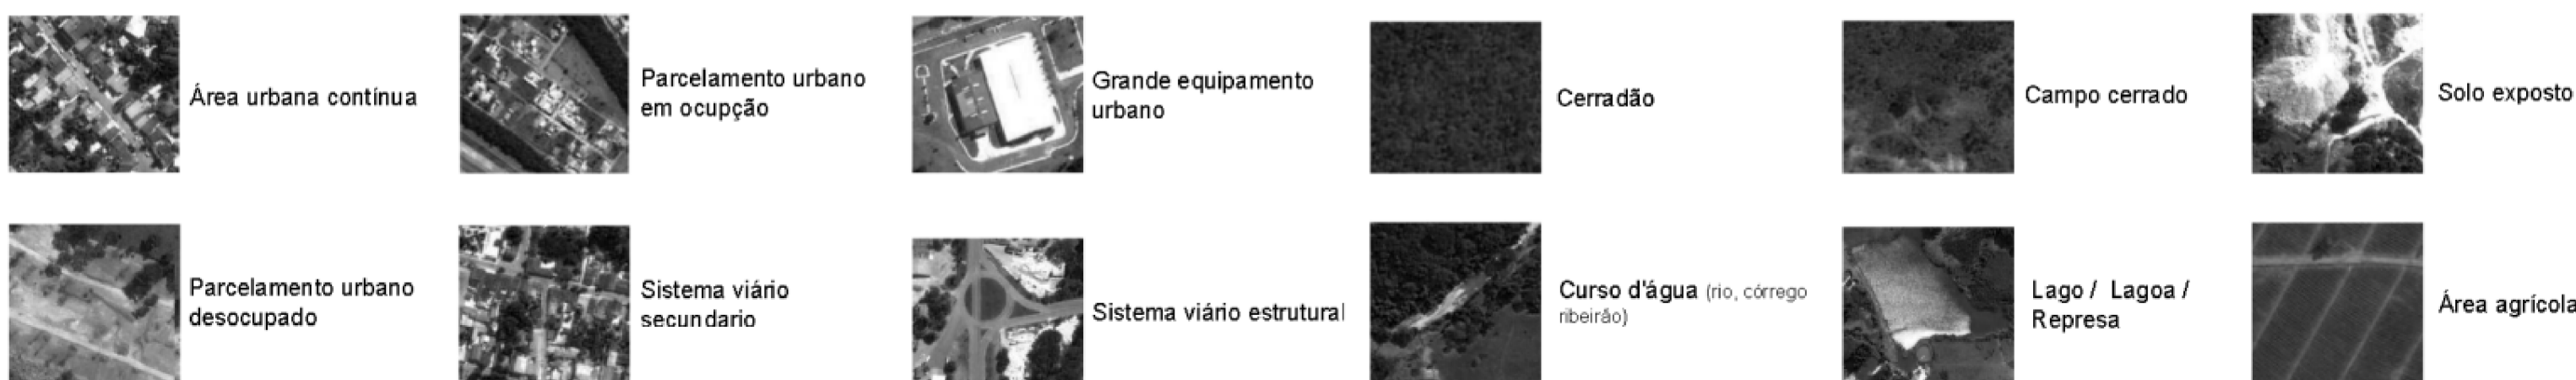 Área urbana contínua
Parcelamento urbano
em ocupção
Grande equipamento
urbano
Cerradão
Campo cerrado
Solo exposto
Parcelamento urbano
desocupado
Sistema viário
secundario
Sistema viário estrutural
Curso d'água (rio, córrego
ribeirão)
Lago / Lagoa /
Represa
Área agrícola